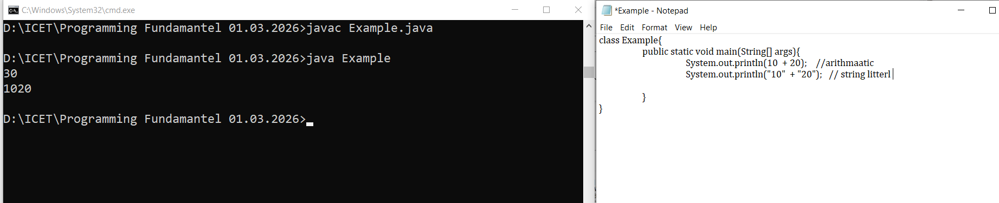 C:\Windows\System32\cmd.exe
D:\ICET\Programming Fundamantel 01.03.2026>javac Example.java
D:\ICET\Programming Fundamantel 01.03.2026>java Example
30
1020
D:\ICET\Programming Fundamantel 01.03.2026>
*Example - Notepad
File Edit Format View Help
class Example{
public static void main(String[] args){
System.out.println(10  + 20);   //arithmaatic
System.out.println("10"  + "20");  // string litterl
}
}